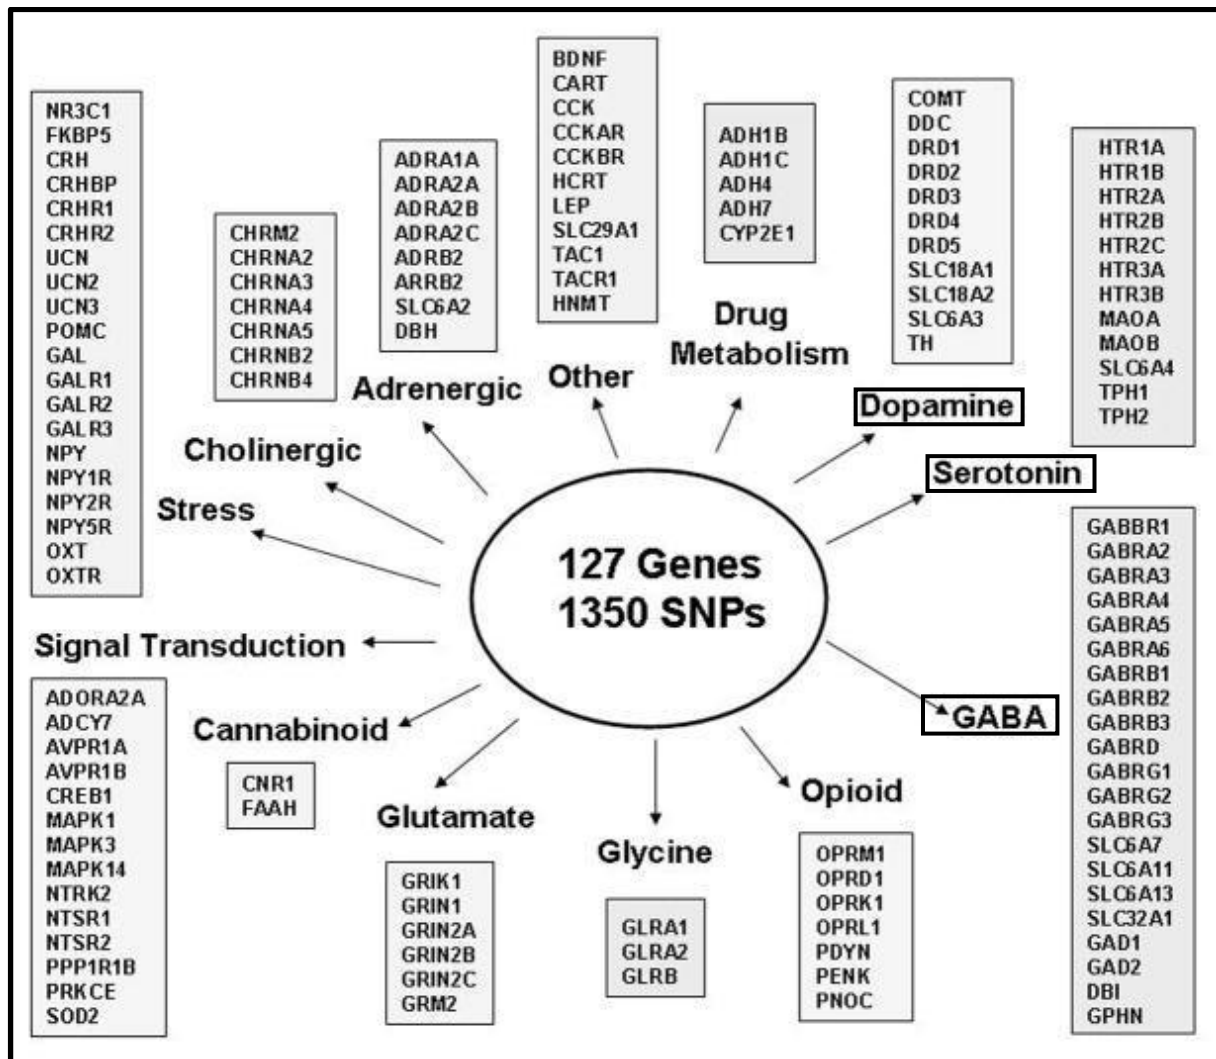 NR3C1
FKBP5
CRH
CRHBP
CRHR1
CRHR2
UCN
UCN2
UCN3
POMC
GAL
GALR1
GALR2
GALR3
NPY
NPY1R
NPY2R
NPY5R
OXT
OXTR
Stress
CHRM2
CHRNA2
CHRNA3
CHRNA4
CHRNA5
CHRNB2
CHRNB4
Cholinergic
ADRA1A
ADRA2A
ADRA2B
ADRA2C
ADRB2
ARRB2
SLC6A2
DBH
Adrenergic
BDNF
CART
CCK
CCKAR
CCKBR
HCRT
LEP
SLC29A1
TAC1
TACR1
HNMT
Other
ADH1B
ADH1C
ADH4
ADH7
CYP2E1
Drug
Metabolism
COMT
DDC
DRD1
DRD2
DRD3
DRD4
DRD5
SLC18A1
SLC18A2
SLC6A3
TH
Dopamine
HTR1A
HTR1B
HTR2A
HTR2B
HTR2C
HTR3A
HTR3B
MAOA
MAOB
SLC6A4
TPH1
TPH2
Serotonin
127 Genes
1350 SNPs
Signal Transduction
ADORA2A
ADCY7
AVPR1A
AVPR1B
CREB1
MAPK1
MAPK3
MAPK14
NTRK2
NTSR1
NTSR2
PPP1R1B
PRKCE
SOD2
Cannabinoid
CNR1
FAAH
Glutamate
GRIK1
GRIN1
GRIN2A
GRIN2B
GRIN2C
GRM2
Glycine
GLRA1
GLRA2
GLRB
Opioid
OPRM1
OPRD1
OPRK1
OPRL1
PDYN
PENK
PNOC
GABA
GABBR1
GABRA2
GABRA3
GABRA4
GABRA5
GABRA6
GABRB1
GABRB2
GABRB3
GABRD
GABRG1
GABRG2
GABRG3
SLC6A7
SLC6A11
SLC6A13
SLC32A1
GAD1
GAD2
DBI
GPHN